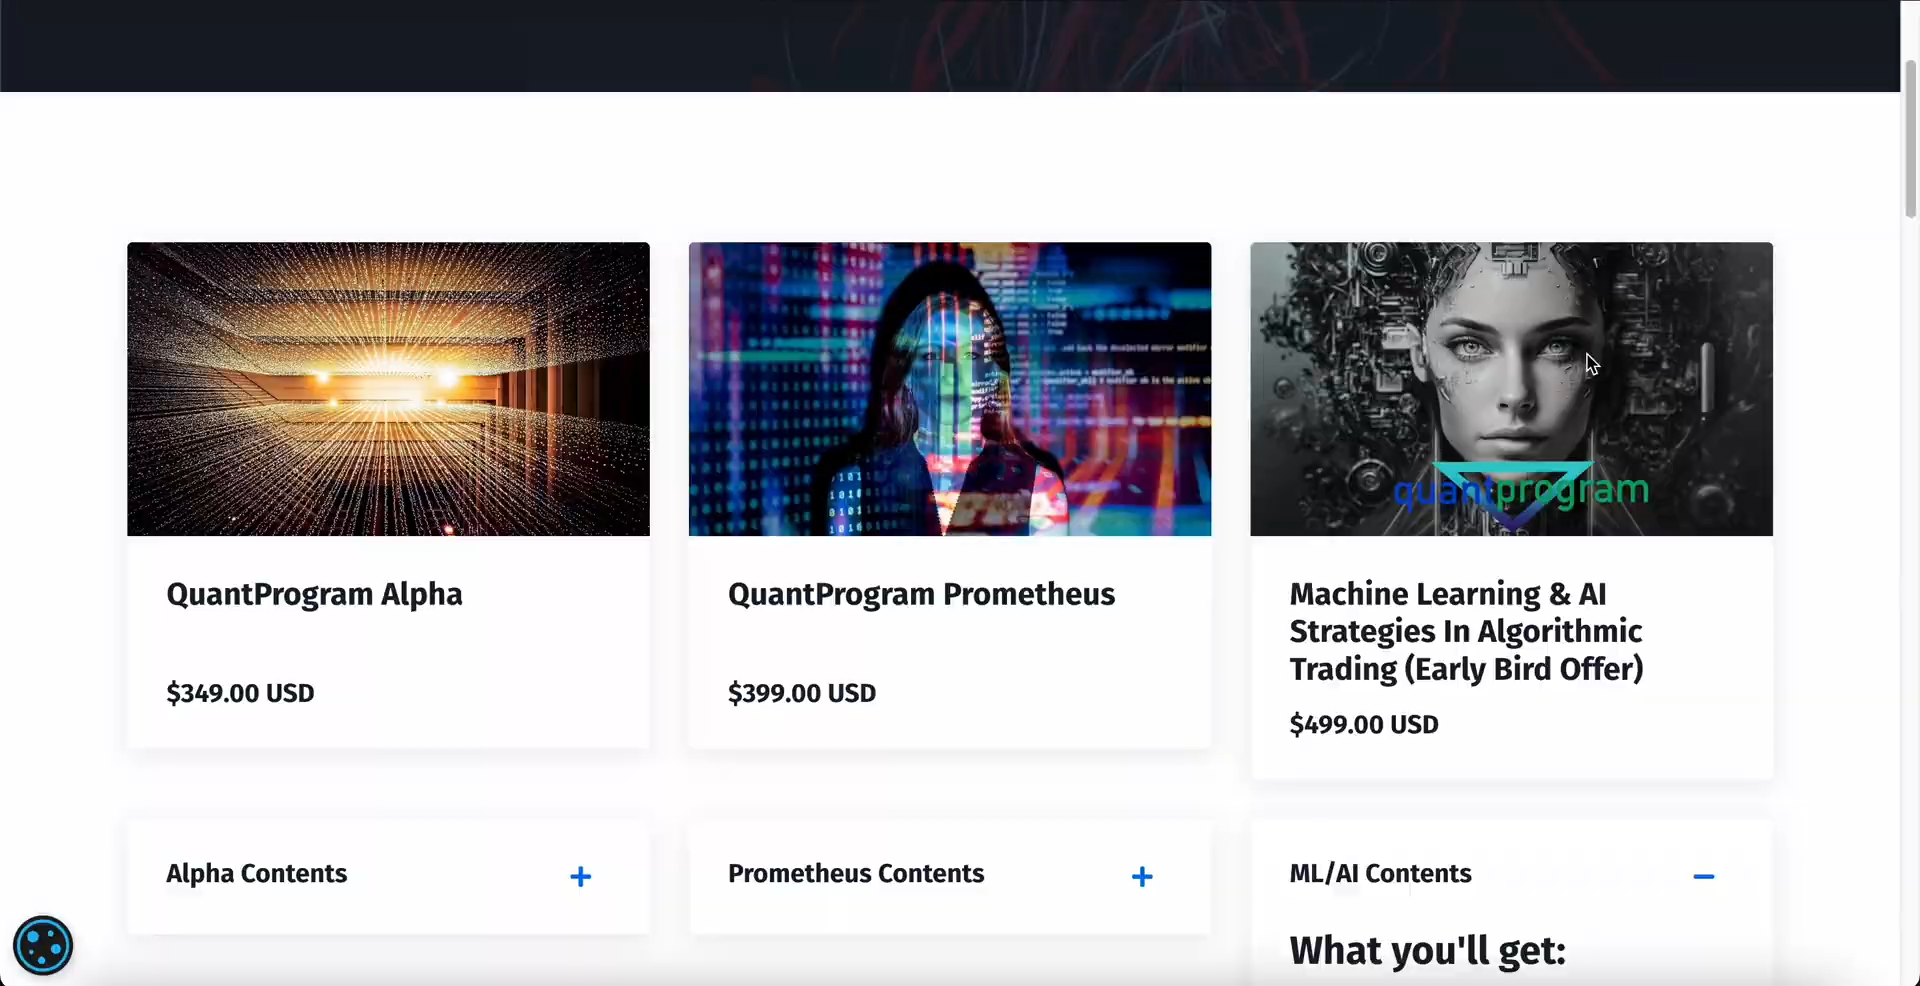 quantprogram
QuantProgram Alpha
$349.00 USD
QuantProgram Prometheus
$399.00 USD
Machine Learning & AI
Strategies In Algorithmic
Trading (Early Bird Offer)
$499.00 USD
Alpha Contents
Prometheus Contents
ML/AI Contents
What you'll get: